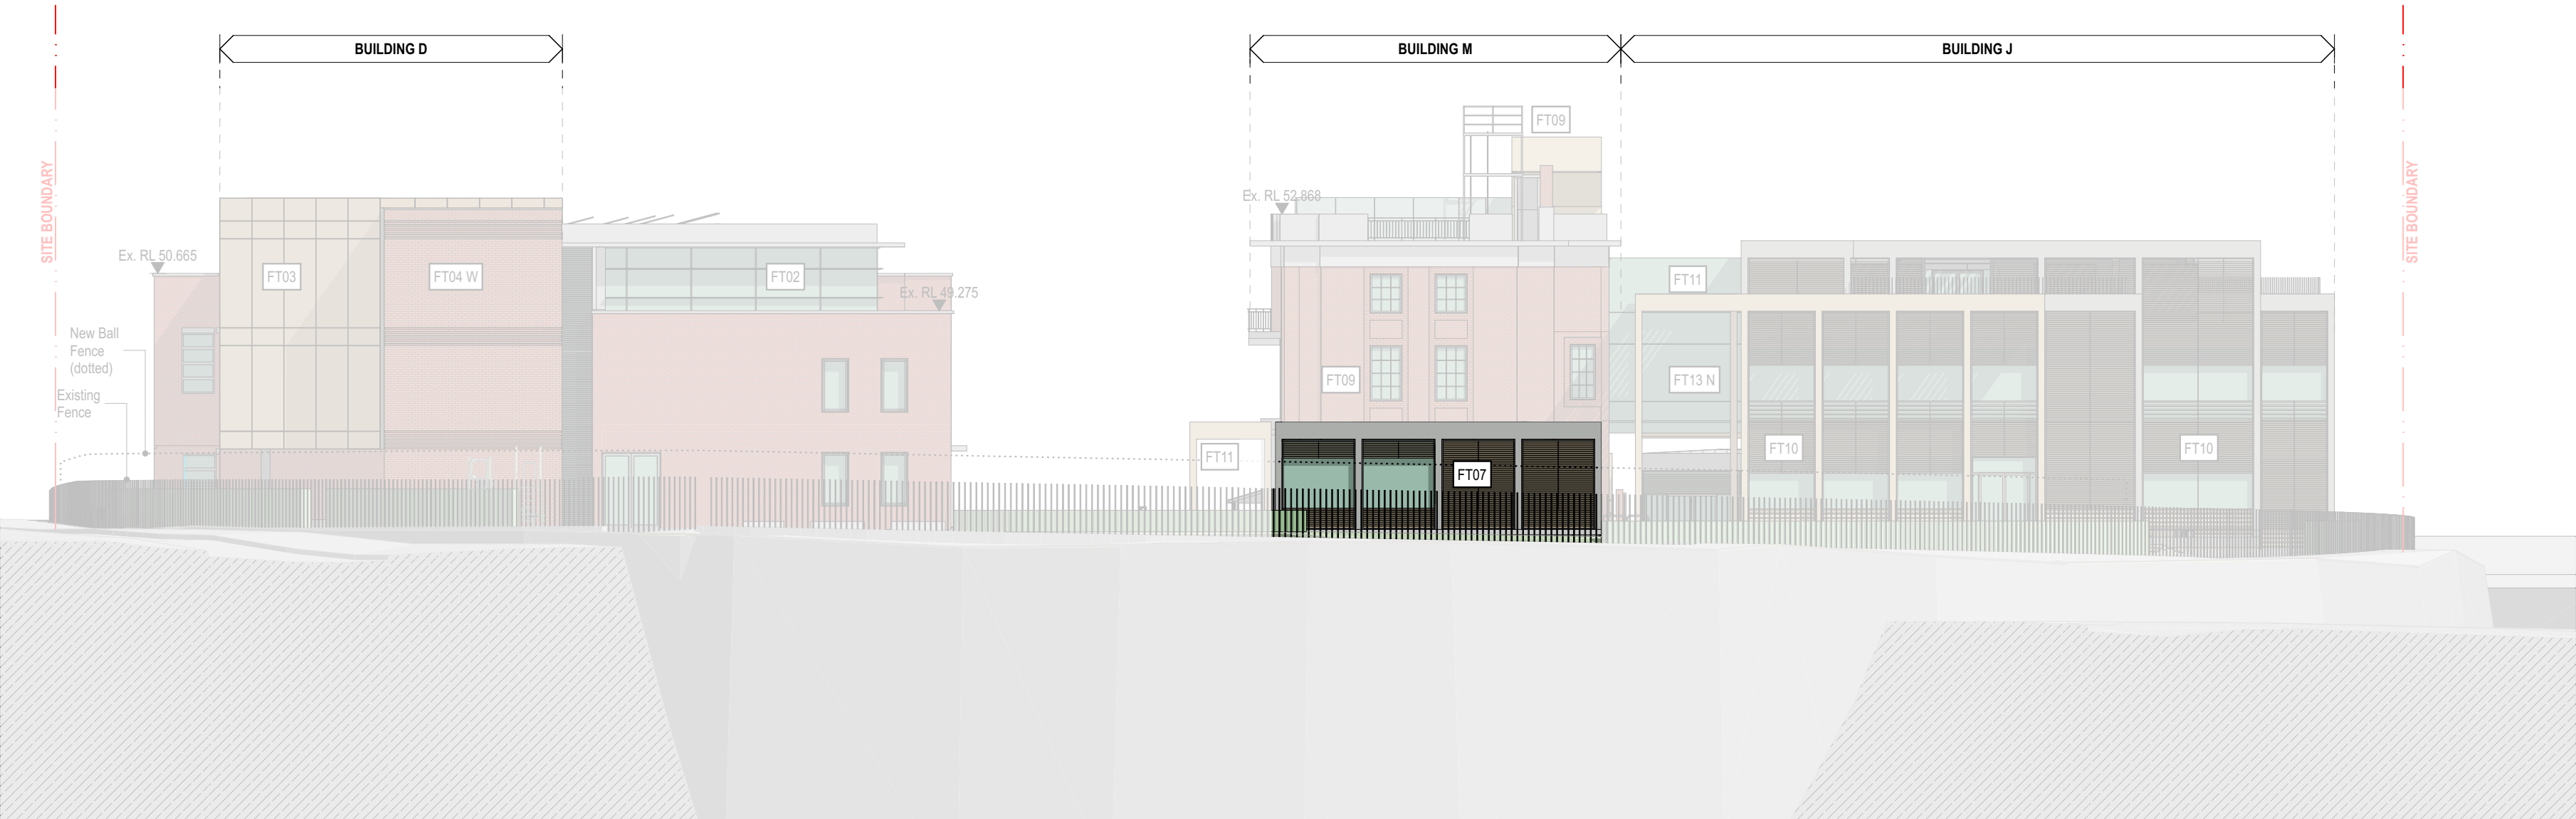 BUILDING D
BUILDING M
BUILDING J
FT09
SITE BOUNDARY
SITE BOUNDARY
Ex. RL 52.868
Ex. RL 50.665
FT03
FT04 W
FT02
FT11
Ex. RL 49.275
New Ball
Fence
(dotted)
FT09
FT13 N
Existing
Fence
FT11
FT10
FT10
FT07